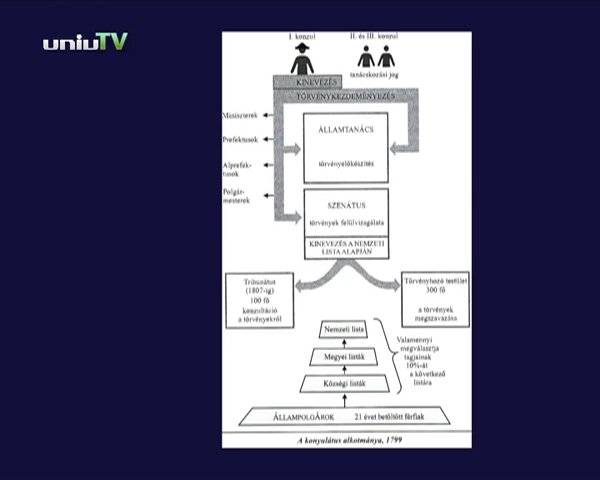 uniuTV
I. konzul
II. és III. konzul
tanácskozási jog
KINEVEZÉS
TÖRVÉNYKEZDEMÉNYEZÉS
Miniszterek
Prefektusok
Alprefek-
tusok
Polgár-
mesterek
ÁLLAMTANÁCS
törvényelőkészítés
SZENÁTUS
törvények felülvizsgálata
KINEVEZÉS A NEMZETI
LISTA ALAPJÁN
Tribunátus
(1807-ig)
100 fő
konzultáció
a törvényekről
Törvényhozó testület
300 fő
a törvények
megszavazása
Nemzeti lista
Megyei listák
Községi listák
Valamennyi
megválasztja
tagjainak
10%-át
a következő
listára
ÁLLAMPOLGÁROK 21 évet betöltött férfiak
A konzulátus alkotmánya, 1799